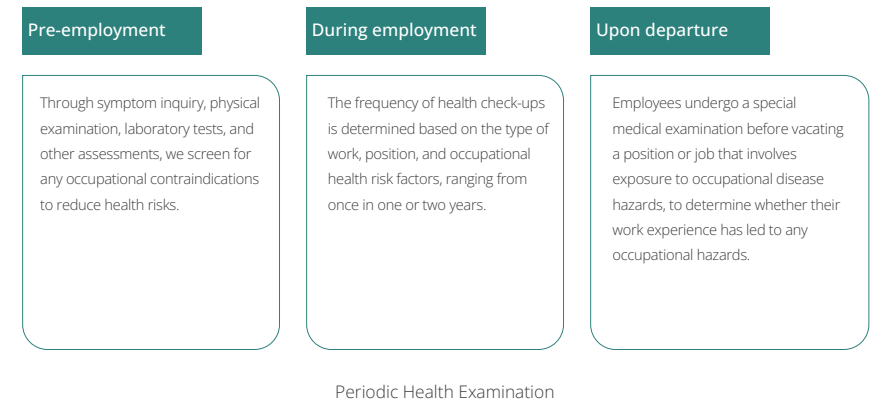 Pre-employment
Through symptom inquiry, physical
examination, laboratory tests, and
other assessments, we screen for
any occupational contraindications
to reduce health risks.
During employment
The frequency of health check-ups
is determined based on the type of
work, position, and occupational
health risk factors, ranging from
once in one or two years.
Upon departure
Employees undergo a special
medical examination before vacating
a position or job that involves
exposure to occupational disease
hazards, to determine whether their
work experience has led to any
occupational hazards.
Periodic Health Examination